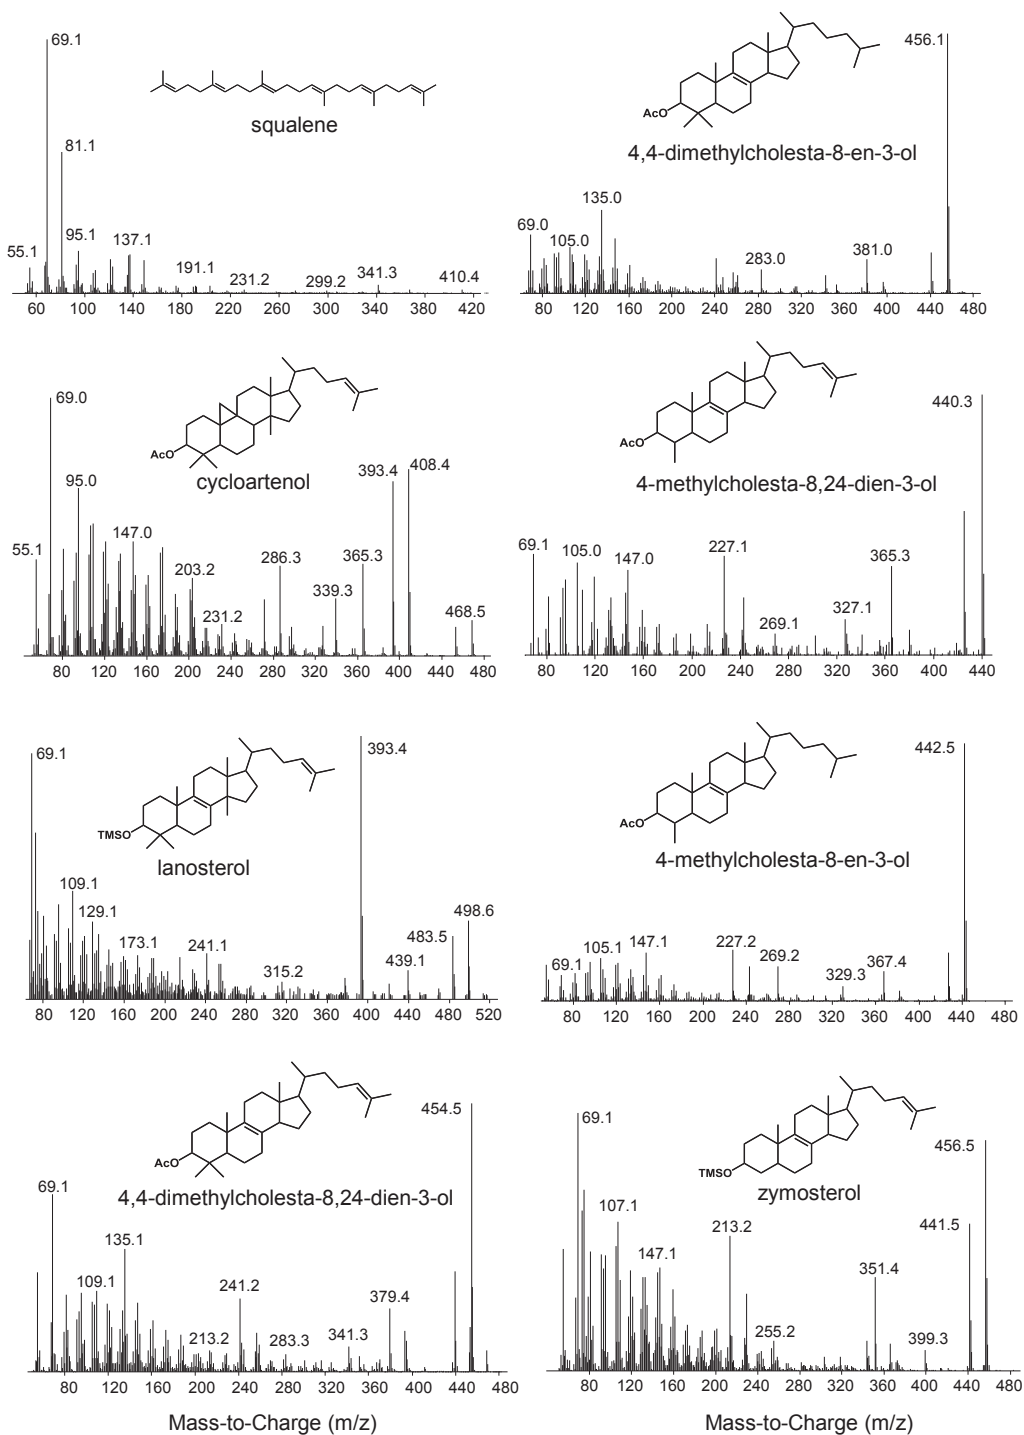 69.1
81.1
squalene
95.1
137.1
55.1
191.1
231.2
299.2
341.3
410.4
60 100 140 180 220 260 300 340 380 420
456.1
AcO
4,4-dimethylcholesta-8-en-3-ol
135.0
69.0
105.0
283.0
381.0
80 120 160 200 240 280 320 360 400 440 480
69.0
AcO
cycloartenol
393.4
408.4
95.0
147.0
55.1
203.2
286.3
365.3
339.3
231.2
468.5
80 120 160 200 240 280 320 360 400 440 480
440.3
AcO
4-methylcholesta-8,24-dien-3-ol
69.1
105.0
147.0
227.1
365.3
327.1
269.1
80 120 160 200 240 280 320 360 400 440
69.1
393.4
TMSO
lanosterol
109.1
129.1
173.1
241.1
315.2
439.1
483.5
498.6
80 120 160 200 240 280 320 360 400 440 480 520
442.5
AcO
4-methylcholesta-8-en-3-ol
69.1
105.1
147.1
227.2
269.2
329.3
367.4
80 120 160 200 240 280 320 360 400 440 480
454.5
AcO
4,4-dimethylcholesta-8,24-dien-3-ol
69.1
135.1
109.1
241.2
213.2
283.3
341.3
379.4
80 120 160 200 240 280 320 360 400 440 480
Mass-to-Charge (m/z)
69.1
456.5
TMSO
zymosterol
107.1
147.1
213.2
441.5
351.4
255.2
399.3
80 120 160 200 240 280 320 360 400 440 480
Mass-to-Charge (m/z)